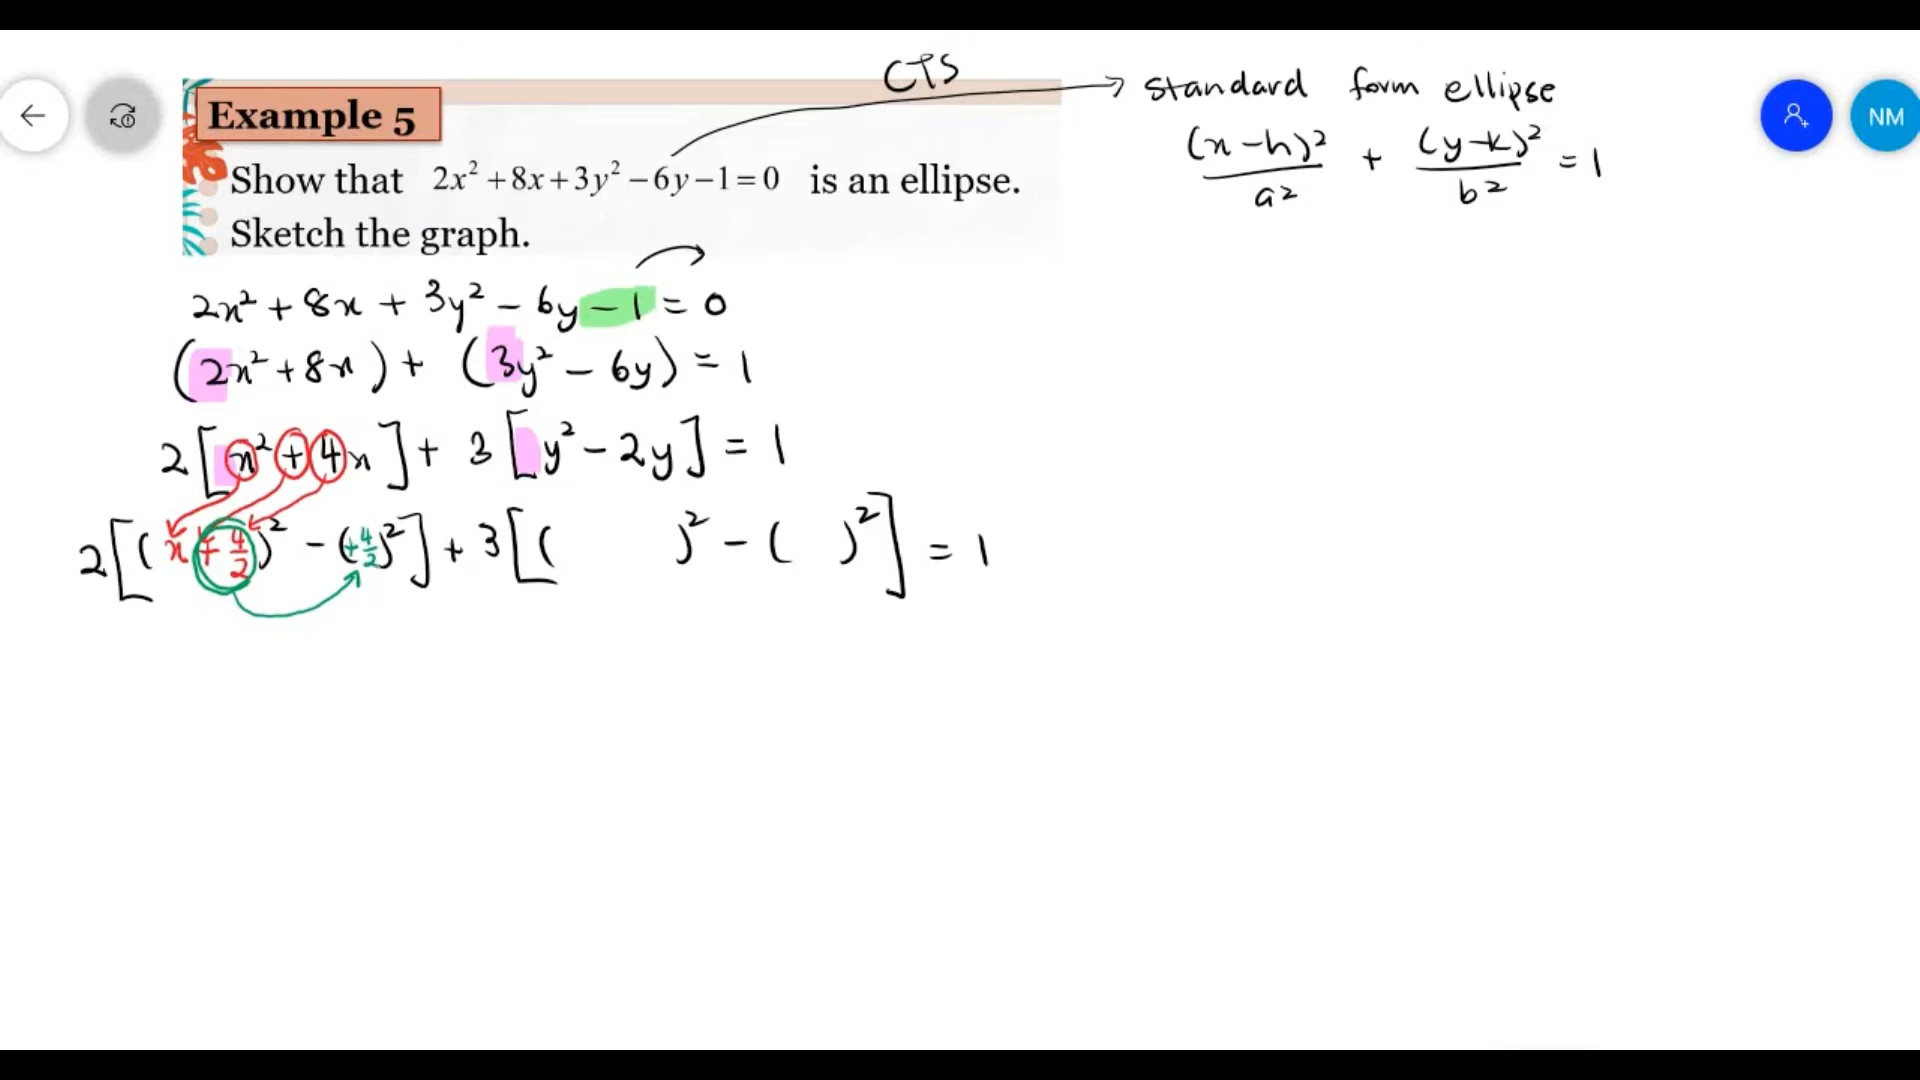 CTS
standard form ellipse
(x-h)²/a² + (y-k)²/b² = 1
NM
Example 5
Show that 2x² + 8x + 3y² − 6y − 1 = 0 is an ellipse.
Sketch the graph.
2x² + 8x + 3y² - 6y - 1 = 0
(2x² + 8x) + (3y² - 6y) = 1
2[x² + 4x] + 3[y² - 2y] = 1
2[(x + 4/2)² - (+4/2)²] + 3[( )² - ( )²] = 1